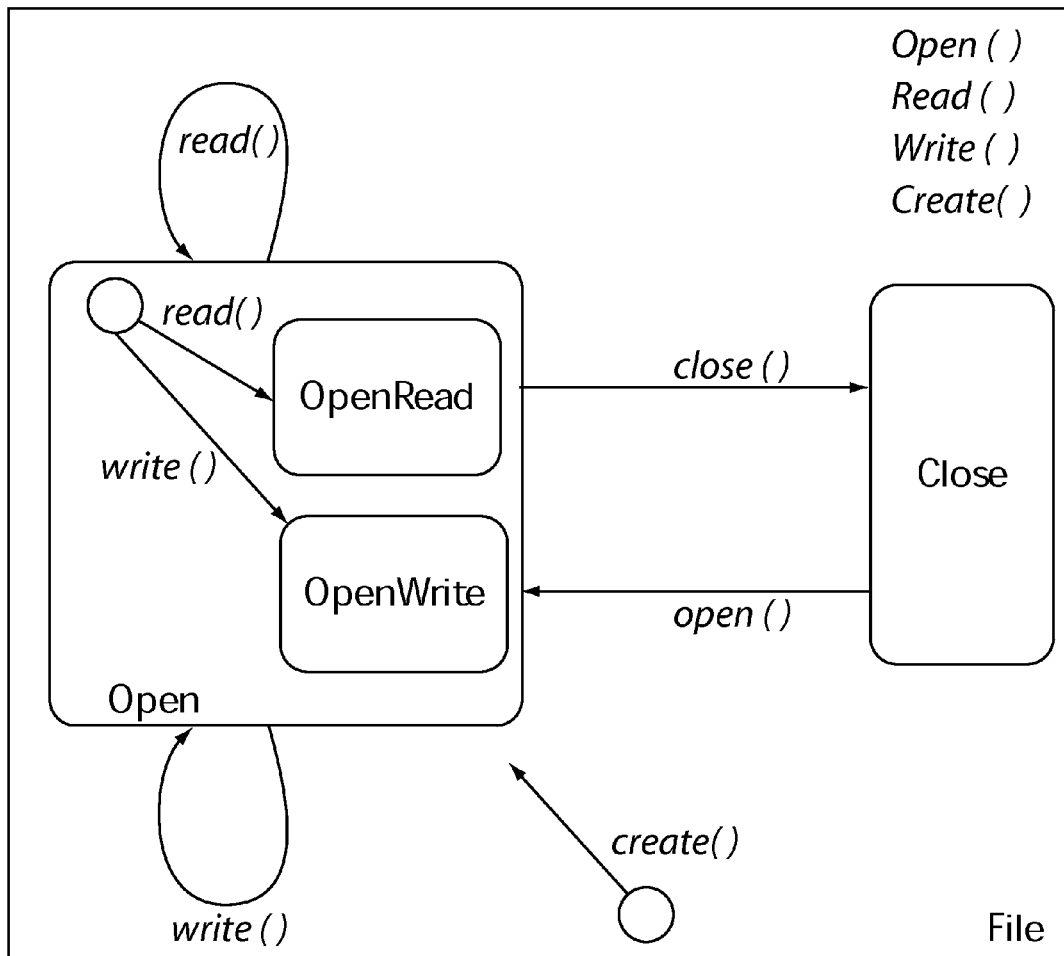 Open ( )
Read ( )
Write ( )
Create( )
read( )
read( )
OpenRead
close ( )
write ( )
Close
OpenWrite
open ( )
Open
create( )
write ( )
File